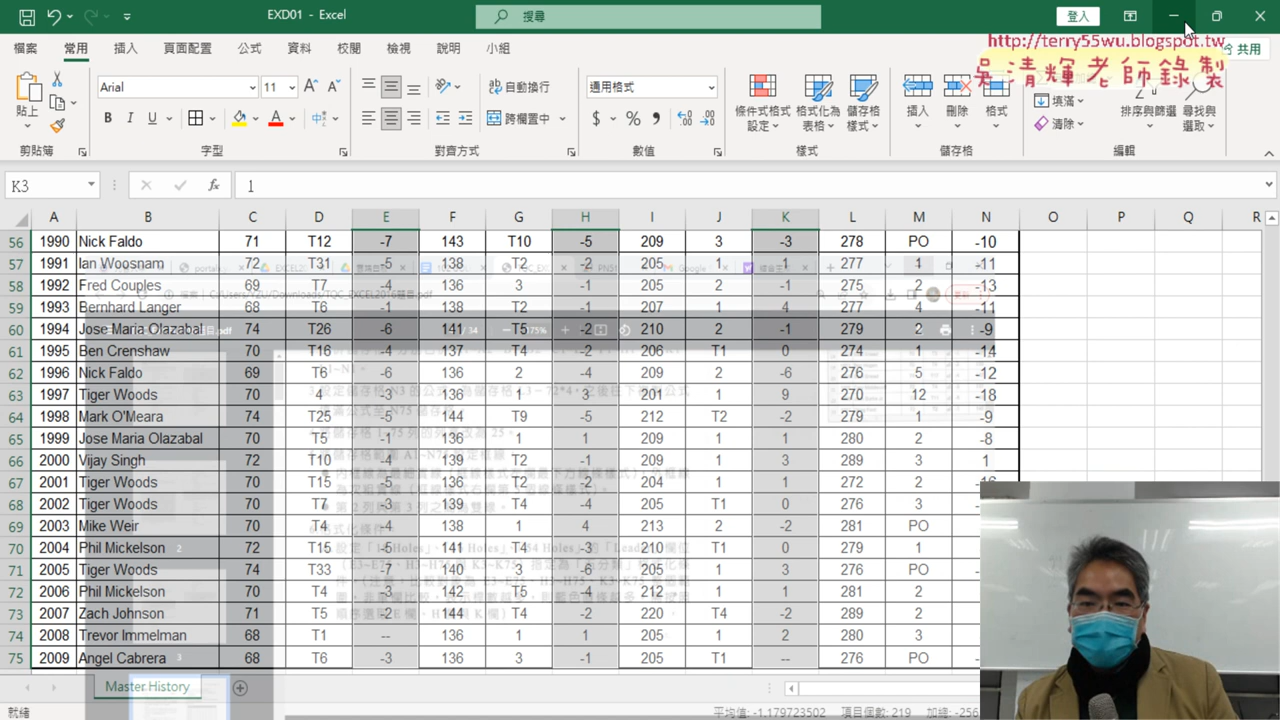 EXD01 - Excel
搜尋
登入
檔案 常用 插入 頁面配置 公式 資料 校閱 檢視 說明 小組
共用
http://terry55wu.blogspot.tw
吳清輝老師錄製
貼上
Arial 11
B I U
自動換行
跨欄置中
通用格式
條件式格式設定
格式化為表格
儲存格樣式
插入 刪除 格式
填滿
清除
排序與篩選
尋找與選取
剪貼簿 字型 對齊方式 數值 樣式 儲存格 編輯
K3 fx 1
A B C D E F G H I J K L M N O P Q R
56 1990 Nick Faldo 71 T12 -7 143 T10 -5 209 3 -3 278 PO -10
57 1991 Ian Woosnam 72 T31 -5 138 T2 -2 205 1 1 277 1 -11
58 1992 Fred Couples 69 T7 -4 137 1 -1 205 2 -1 275 2 -13
59 1993 Bernhard Langer 68 T6 -1 138 T2 -1 207 1 4 277 4 -11
60 1994 Jose Maria Olazabal 74 T26 -6 141 T5 -2 210 2 -1 279 2 -9
61 1995 Ben Crenshaw 70 T16 -4 137 T4 -2 206 T1 0 274 1 -14
62 1996 Nick Faldo 69 T6 -6 136 2 -4 209 2 -6 276 5 -12
63 1997 Tiger Woods 70 4 -3 136 1 3 201 1 9 270 12 -18
64 1998 Mark O'Meara 74 T25 -5 144 T9 -5 212 T2 -2 279 1 -9
65 1999 Jose Maria Olazabal 70 T5 -1 136 1 1 209 1 1 280 2 -8
66 2000 Vijay Singh 72 T10 -4 139 T2 -1 209 1 3 289 3 1
67 2001 Tiger Woods 70 T15 -5 136 T2 -2 204 1 1 272 2 -16
68 2002 Tiger Woods 70 T7 -3 139 T4 -4 205 T1 0 276 3
69 2003 Mike Weir 70 T4 -4 138 1 4 213 2 -2 281 PO
70 2004 Phil Mickelson 72 T15 -5 141 T4 -3 210 T1 0 279 1
71 2005 Tiger Woods 70 T33 -7 140 3 -6 205 1 3 276 PO
72 2006 Phil Mickelson 70 T4 -3 142 T5 -4 212 1 1 281 2
73 2007 Zach Johnson 71 T5 -2 144 T4 -2 220 T4 -2 289 2
74 2008 Trevor Immelman 68 T1 -- 136 1 1 205 1 2 280 3
75 2009 Angel Cabrera 68 T6 -3 136 3 -1 205 T1 -- 276 PO
Master History
就緒
平均值: -1.179723502 項目個數: 219 加總: -256